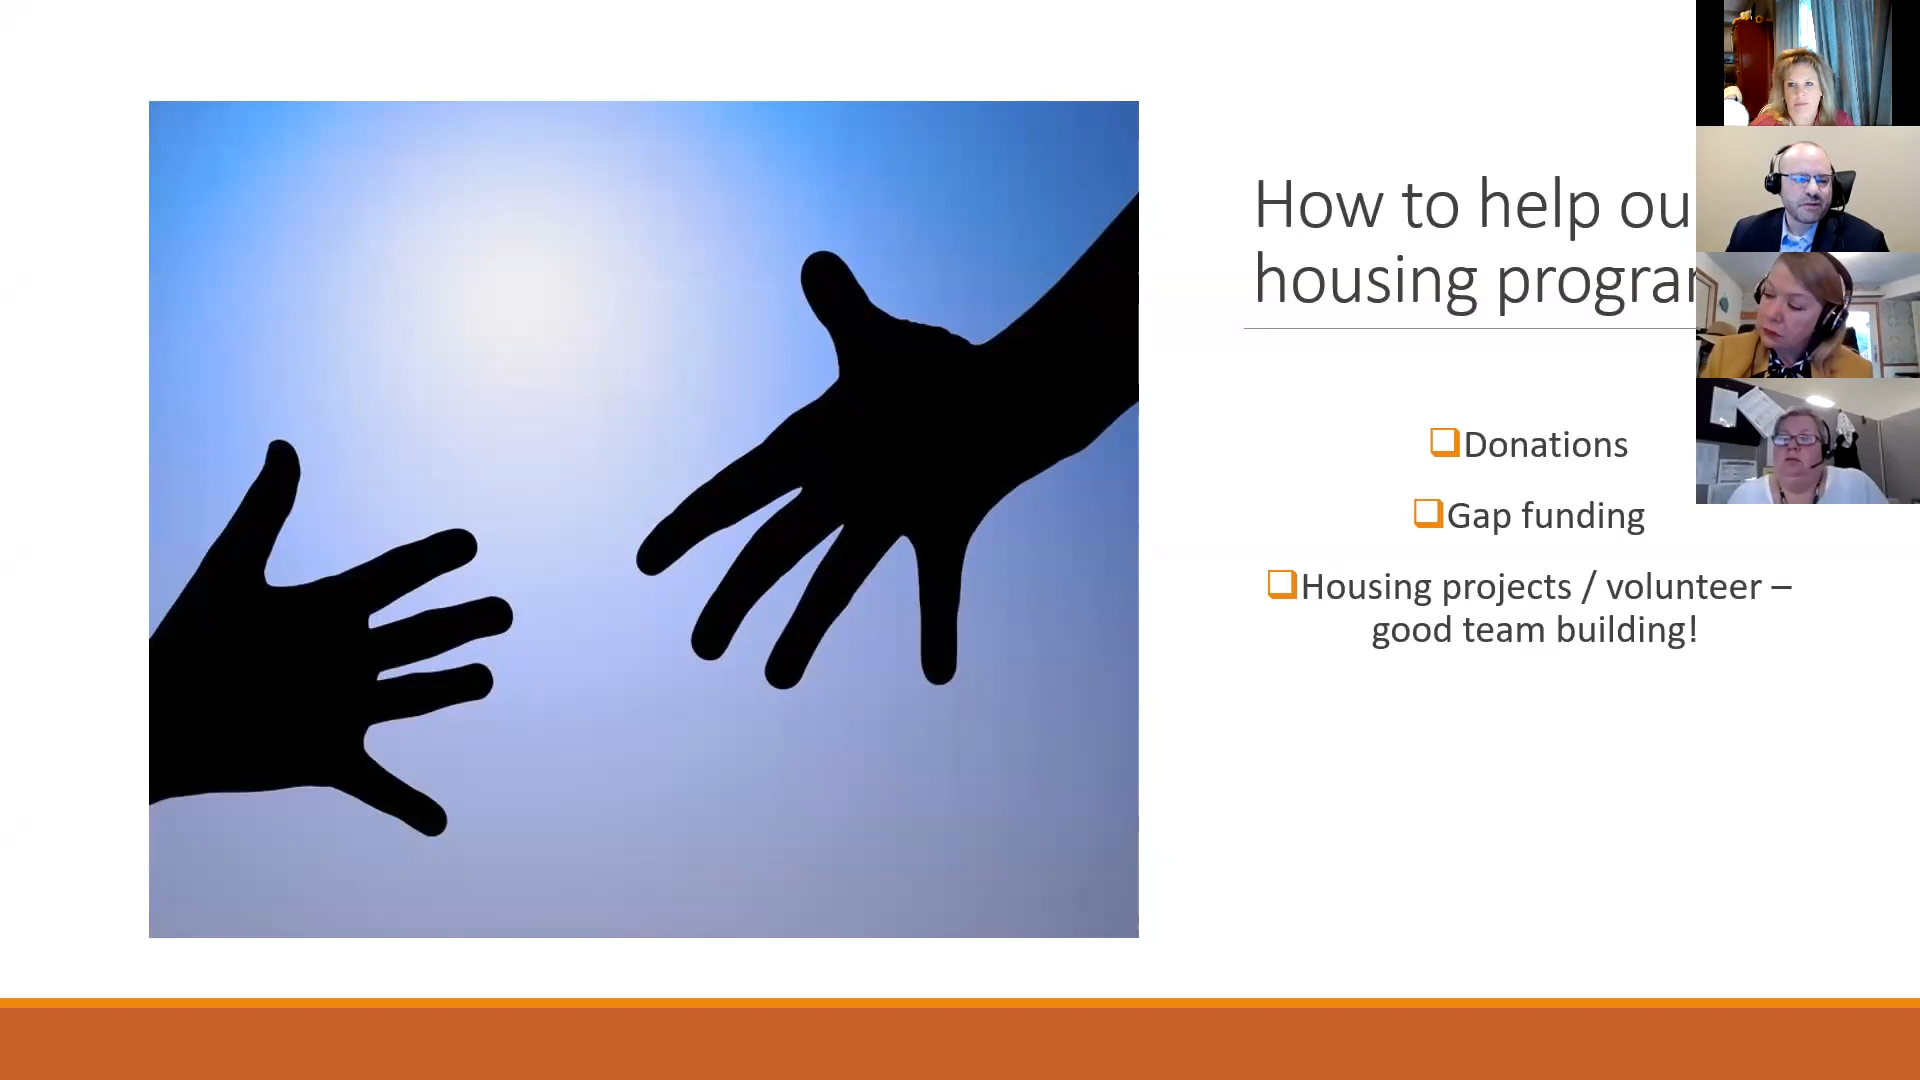 How to help ou
housing progra
Donations
Gap funding
Housing projects / volunteer –
good team building!